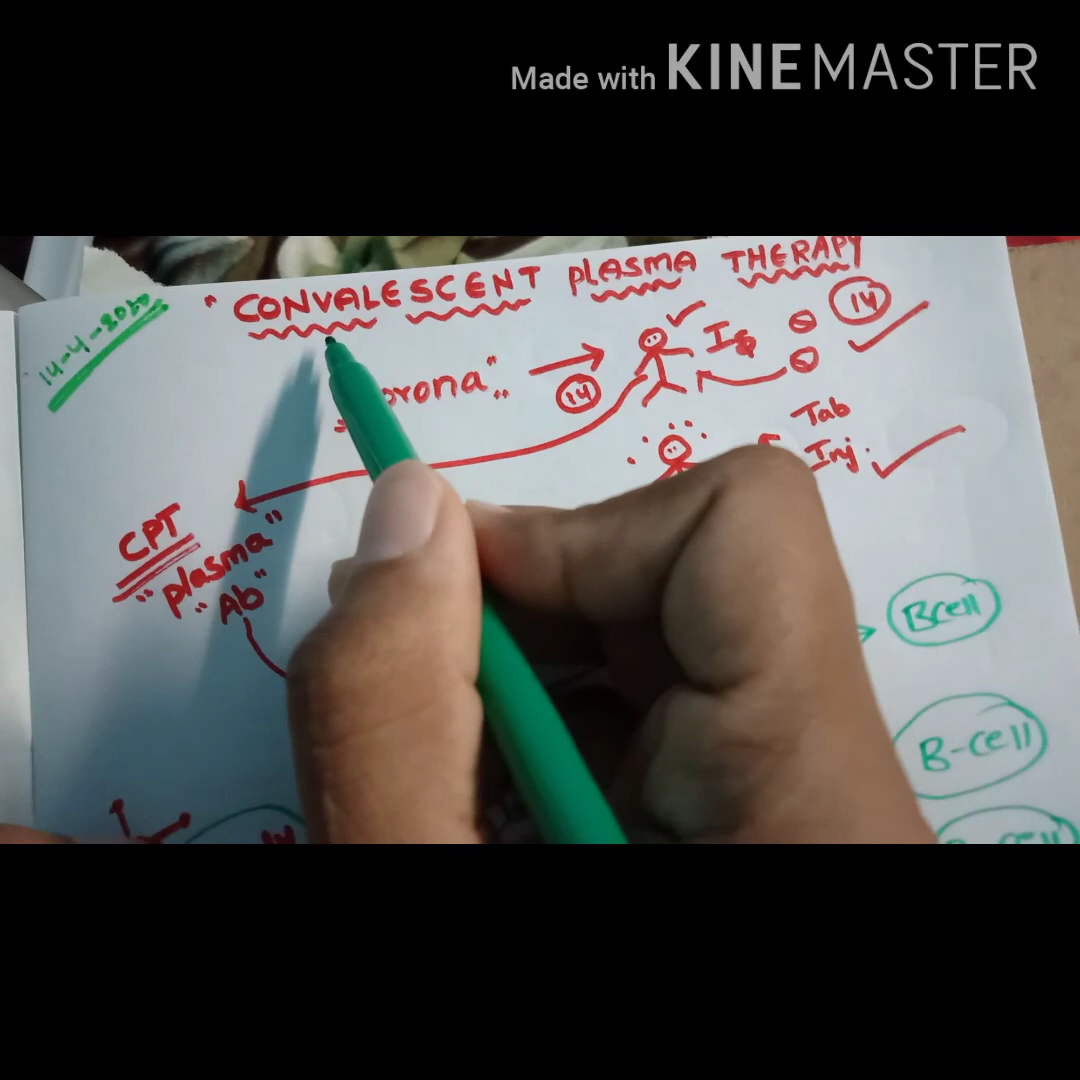 Made with KINEMASTER
14-4-2020
" CONVALESCENT PLASMA THERAPY
orona"
14
Ig
14
Tab
Inj.
CPT
"plasma"
"Ab"
Bcell
B-cell